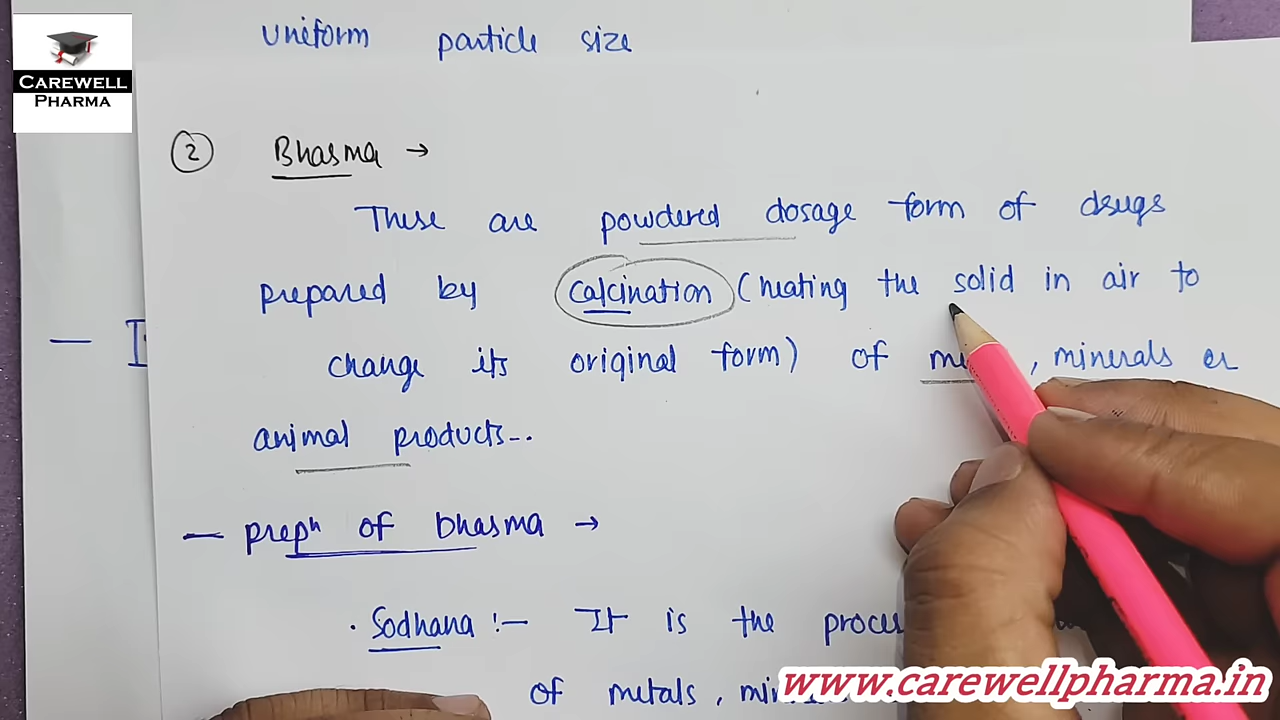 CAREWELL
PHARMA
uniform particle size
2 Bhasma →
These are powdered dosage form of drugs
prepared by calcination (heating the solid in air to
change its original form) of , minerals or
animal products..
— prepⁿ of bhasma →
· Sodhana :- It is the
of metals,
www.carewellpharma.in